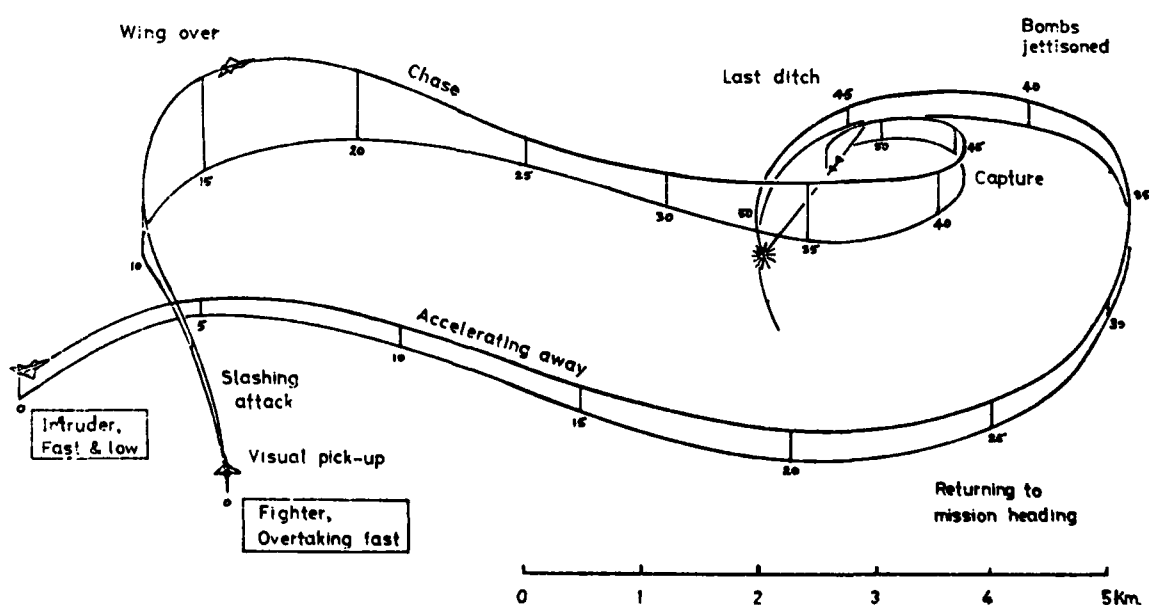 Wing over
Chase
Last ditch
Bombs
jettisoned
45
40
50
45
15
20
25
30
35
40
Capture
50
35
10
5
10
15
20
25
30
Accelerating away
Slashing
attack
0
Intruder,
Fast & low
Visual pick-up
0
Fighter,
Overtaking fast
Returning to
mission heading
0 1 2 3 4 5 Km.